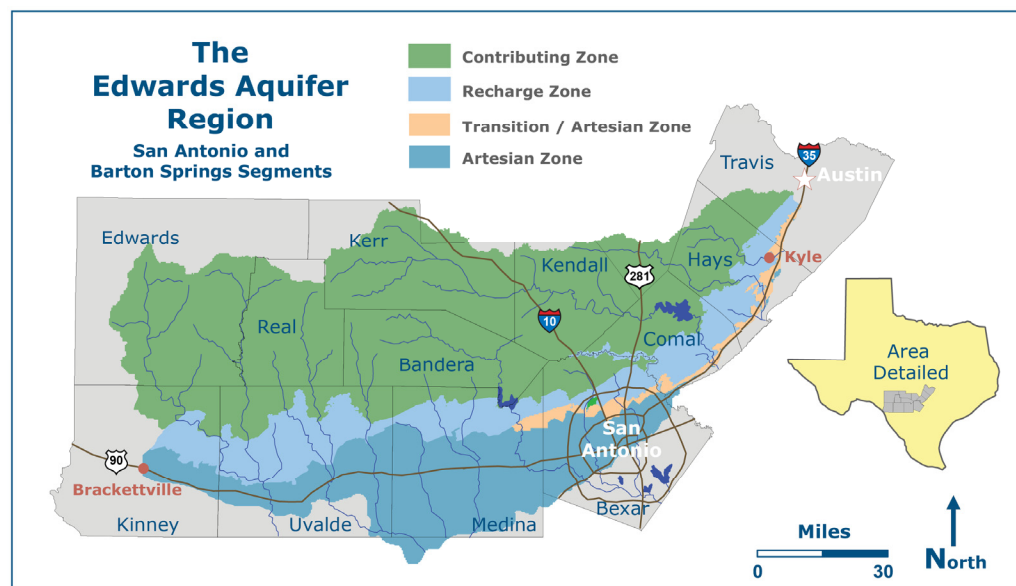 The
Edwards Aquifer
Region
San Antonio and
Barton Springs Segments
Contributing Zone
Recharge Zone
Transition / Artesian Zone
Artesian Zone
Travis
35
Austin
Edwards
Kerr
Kendall
281
Hays
Kyle
Real
10
Comal
Bandera
Area
Detailed
San
Antonio
90
Brackettville
Kinney
Uvalde
Medina
Bexar
Miles
0
30
North